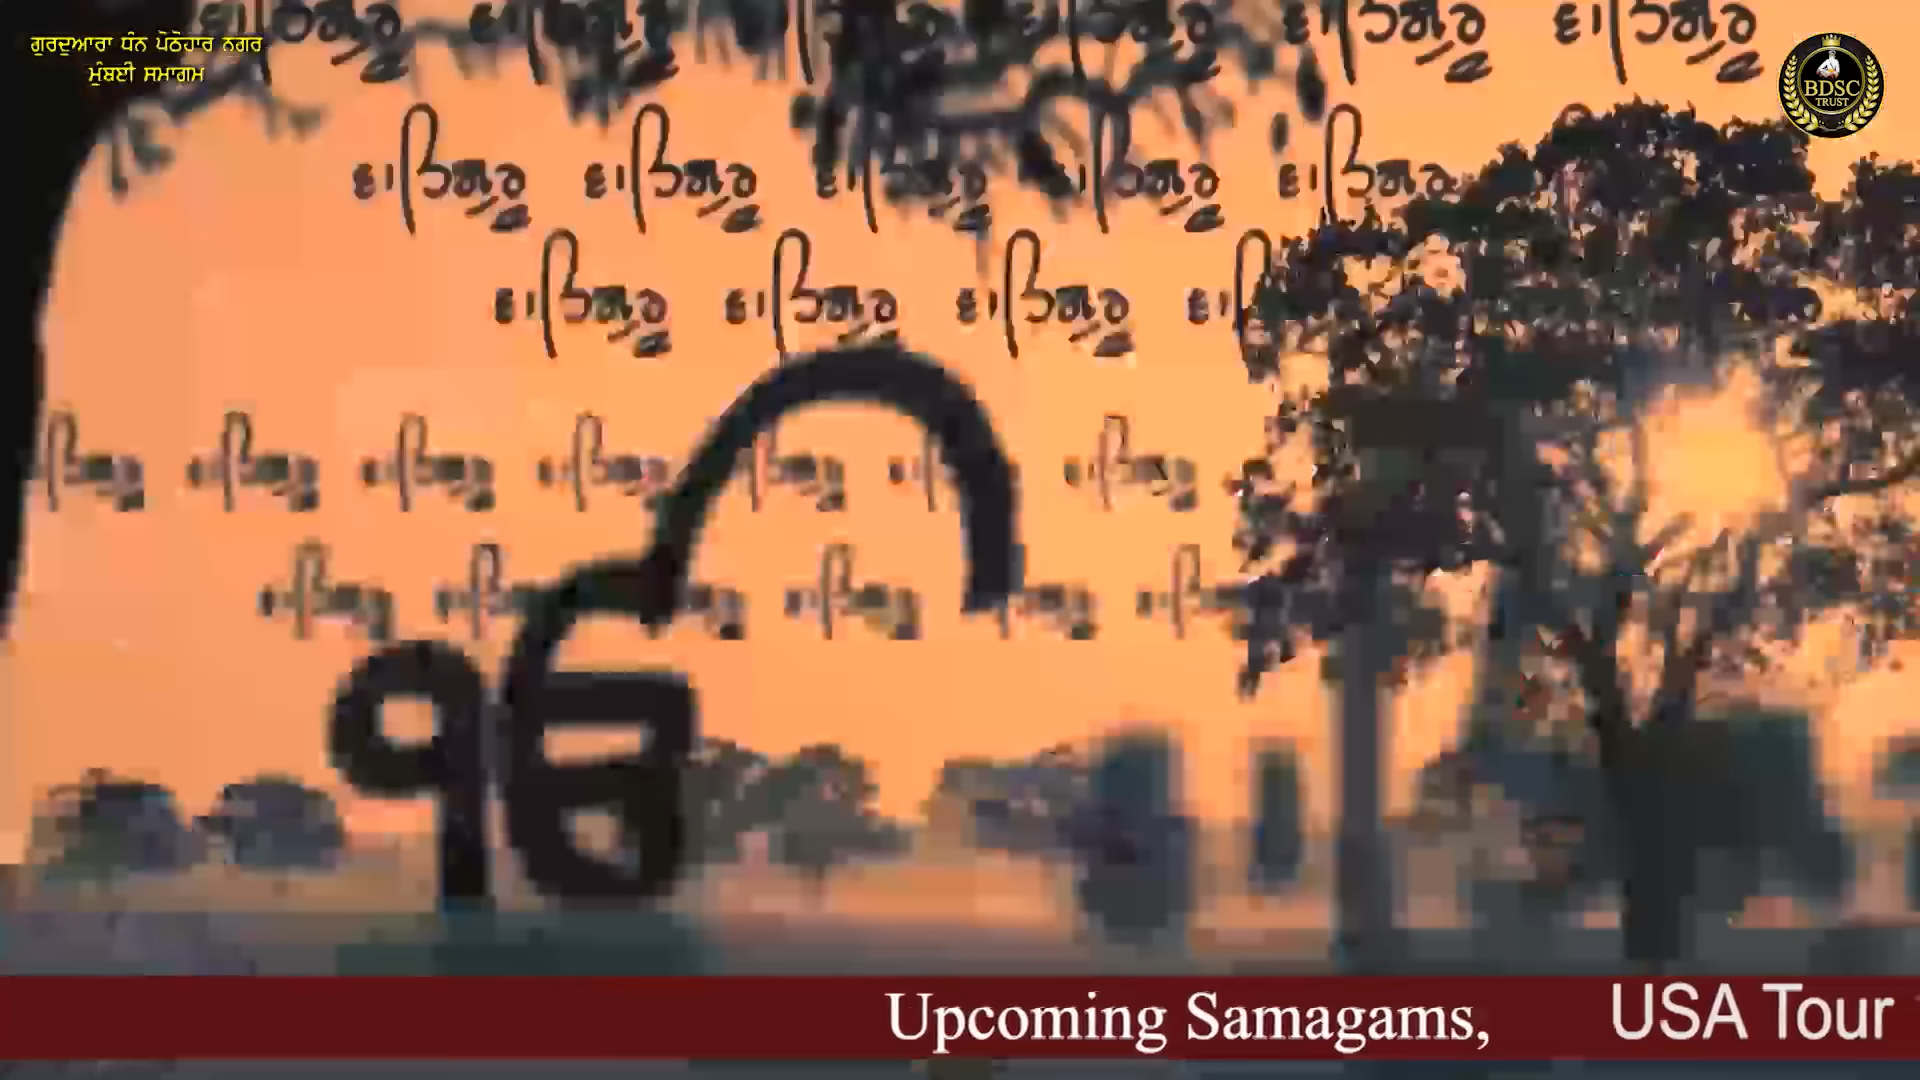 ਗੁਰਦੁਆਰਾ ਧੰਨ ਪੋਠੋਹਾਰ ਨਗਰ
ਮੁੰਬਈ ਸਮਾਗਮ
BDSC
TRUST
ਵਾਹਿਗੁਰੂ ਵਾਹਿਗੁਰੂ ਵਾਹਿਗੁਰੂ ਵਾਹਿਗੁਰੂ ਵਾਹਿਗੁਰੂ ਵਾਹਿਗੁਰੂ
ਵਾਹਿਗੁਰੂ ਵਾਹਿਗੁਰੂ ਵਾਹਿਗੁਰੂ ਵਾਹਿਗੁਰੂ ਵਾਹਿਗੁਰੂ
ਵਾਹਿਗੁਰੂ ਵਾਹਿਗੁਰੂ ਵਾਹਿਗੁਰੂ
ਵਾਹਿਗੁਰੂ ਵਾਹਿਗੁਰੂ ਵਾਹਿਗੁਰੂ ਵਾਹਿਗੁਰੂ ਵਾਹਿਗੁਰੂ ਵਾਹਿਗੁਰੂ
ਵਾਹਿਗੁਰੂ ਵਾਹਿਗੁਰੂ ਵਾਹਿਗੁਰੂ
ੴ
Upcoming Samagams, USA Tour